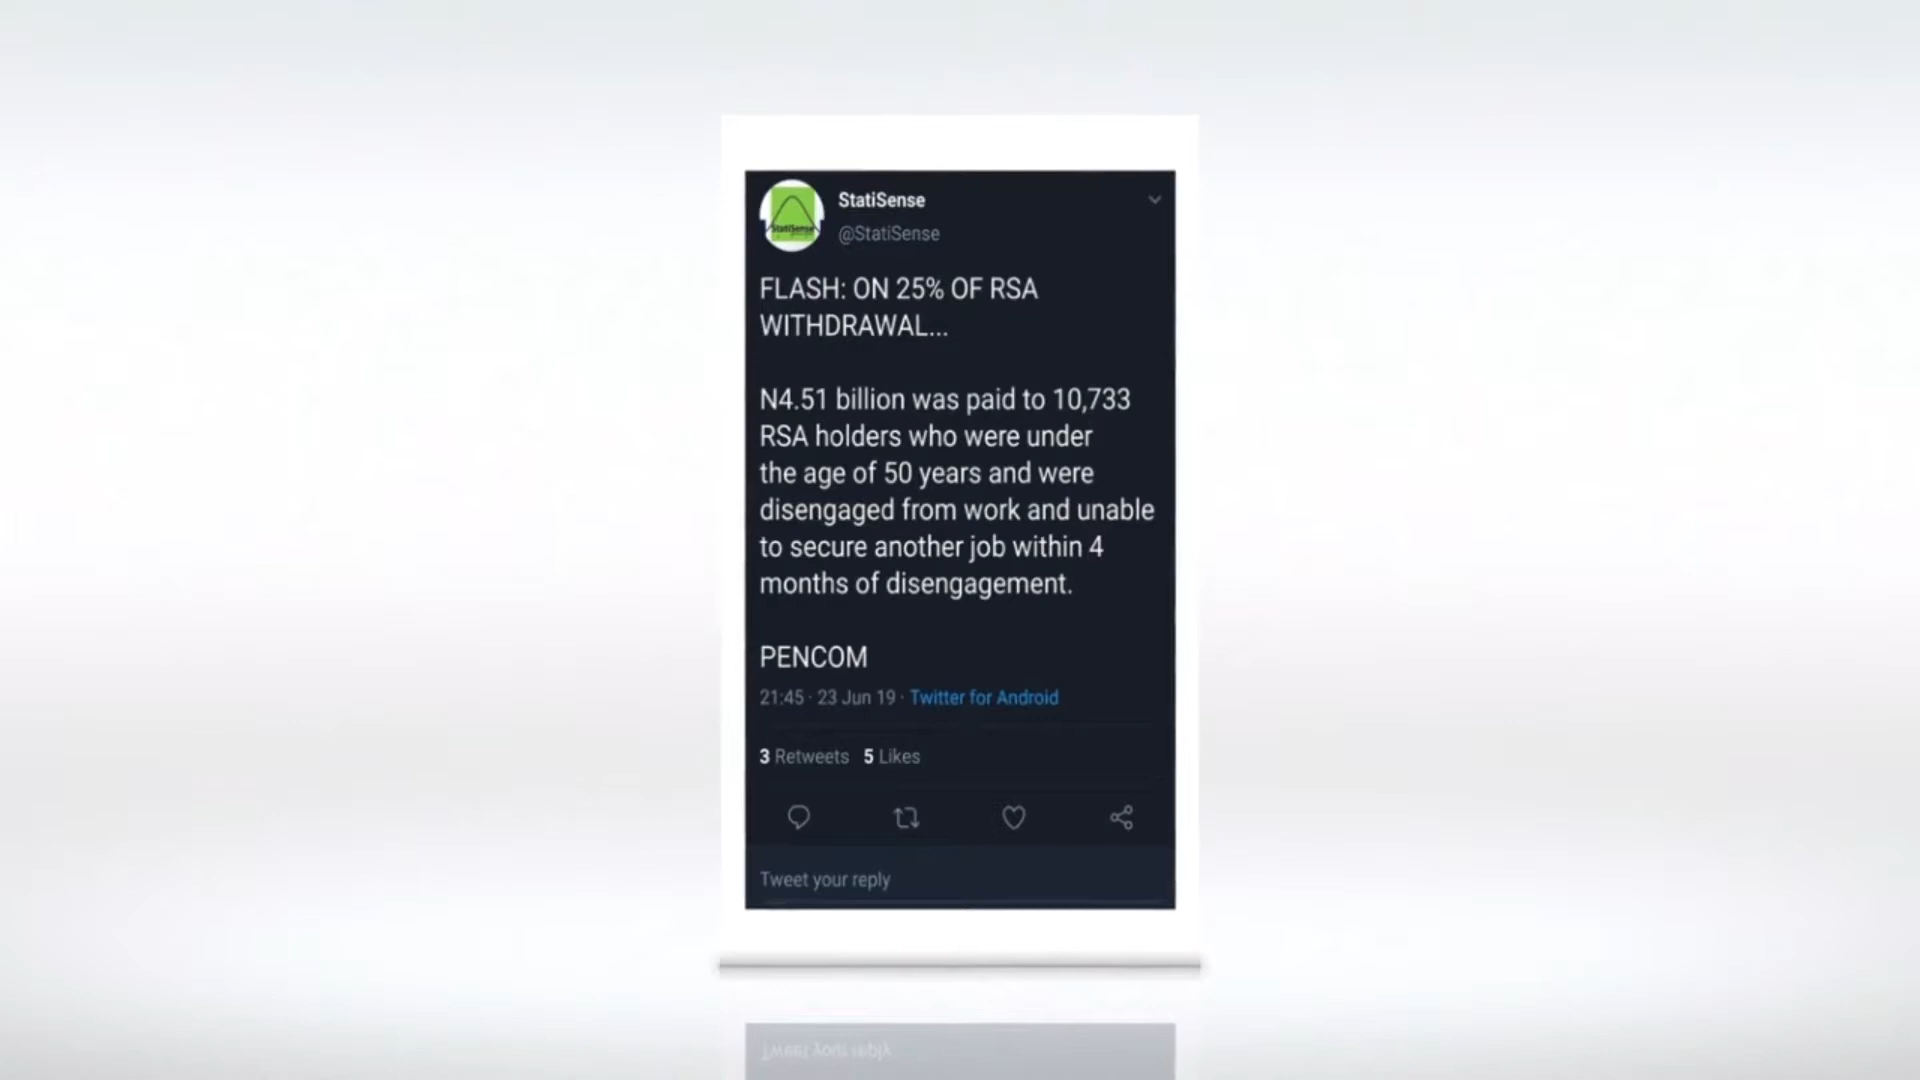 StatiSense
StatiSense
@StatiSense
FLASH: ON 25% OF RSA
WITHDRAWAL...
N4.51 billion was paid to 10,733
RSA holders who were under
the age of 50 years and were
disengaged from work and unable
to secure another job within 4
months of disengagement.
PENCOM
21:45 · 23 Jun 19 · Twitter for Android
3 Retweets 5 Likes
Tweet your reply